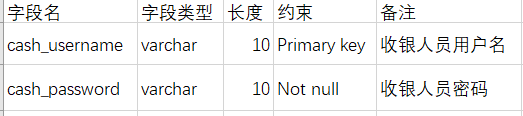 字段名 字段类型 长度 约束 备注
cash_username varchar 10 Primary key 收银人员用户名
cash_password varchar 10 Not null 收银人员密码